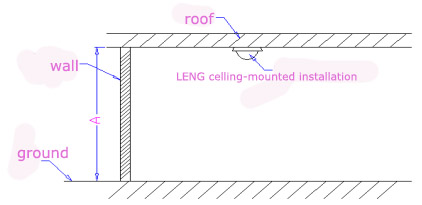 roof
wall
LENG celling-mounted installation
A
ground